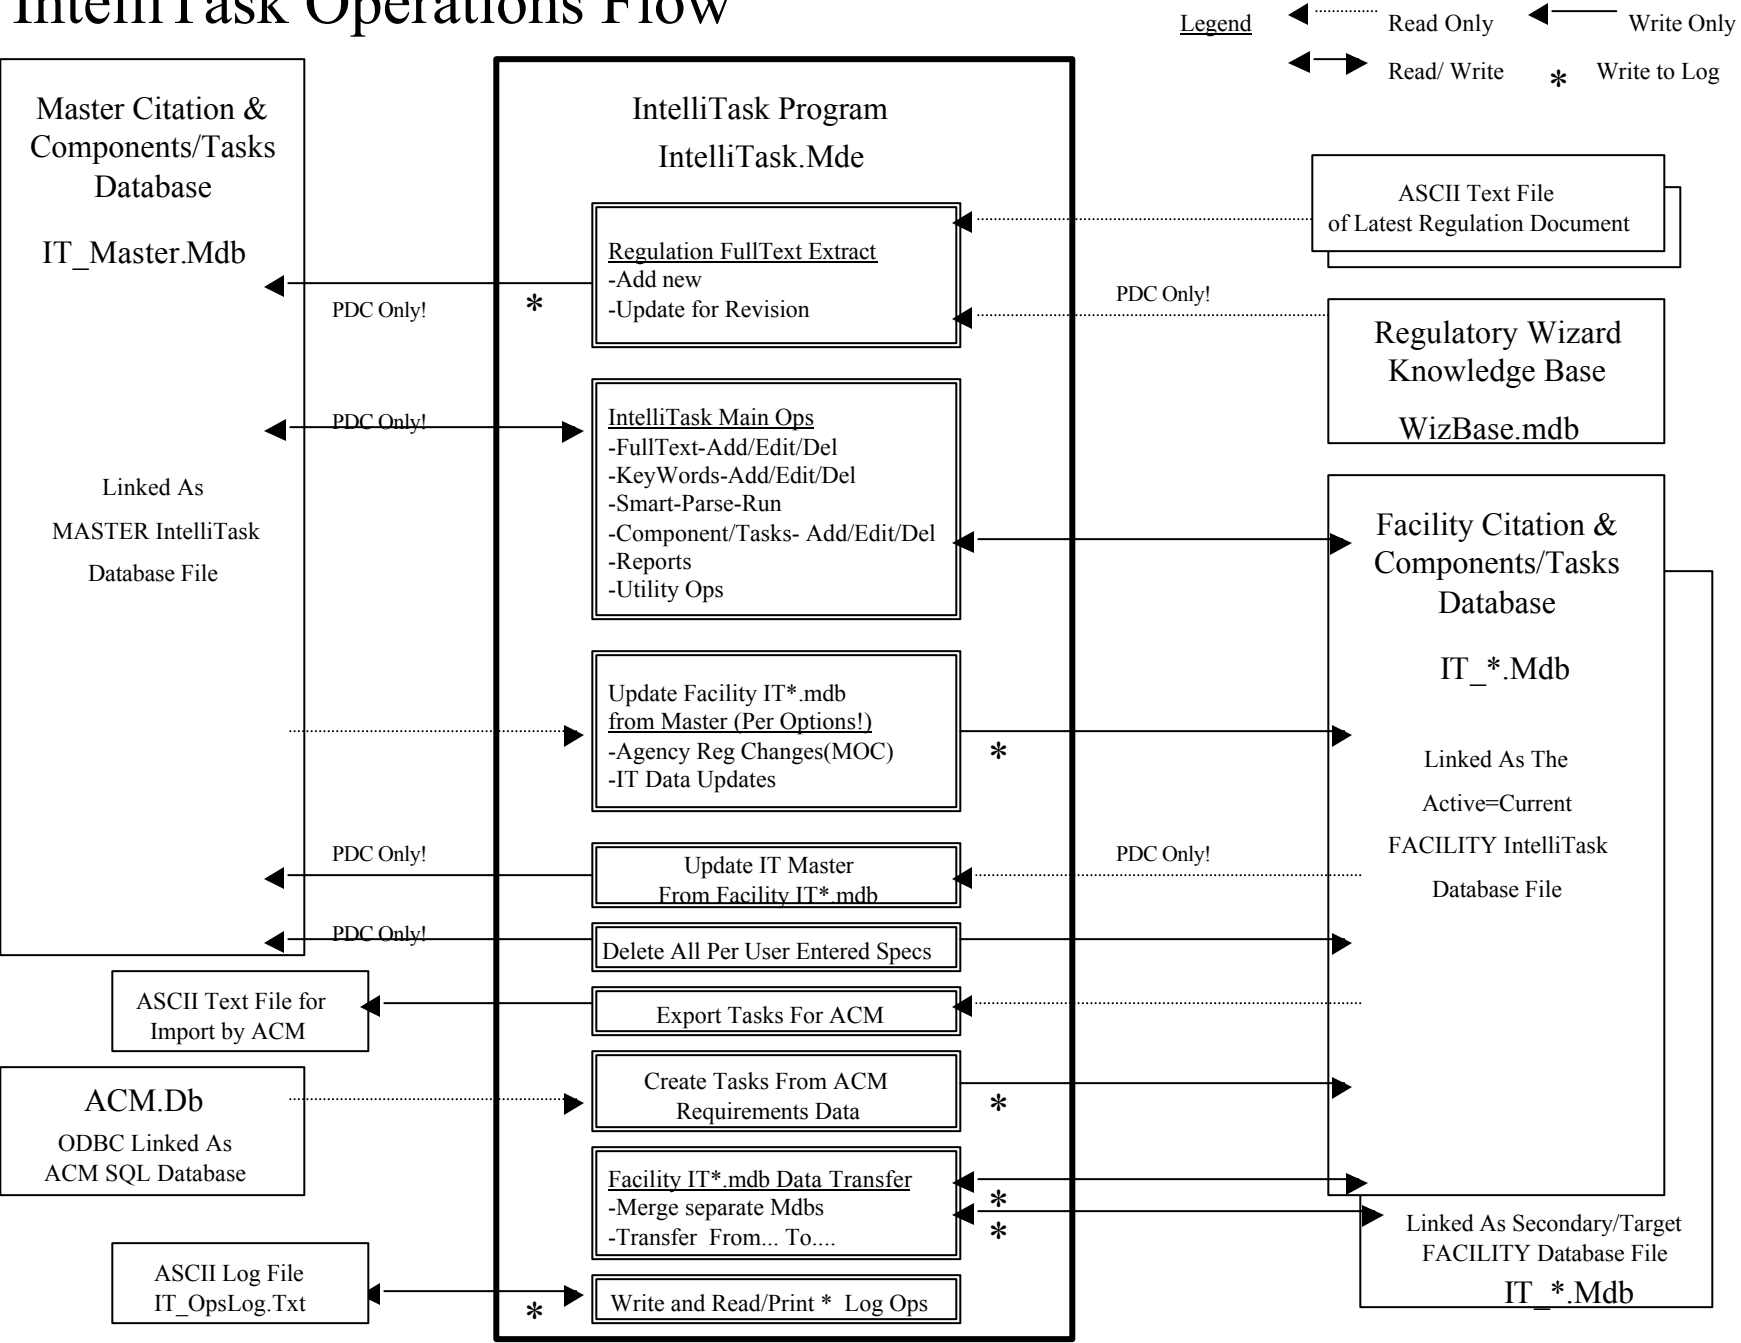 IntelliTask Operations Flow
Legend
Read Only
Write Only
Read/ Write
* Write to Log
Master Citation &
Components/Tasks
Database
IT_Master.Mdb
Linked As
MASTER IntelliTask
Database File
IntelliTask Program
IntelliTask.Mde
Regulation FullText Extract
-Add new
-Update for Revision
PDC Only!
*
PDC Only!
ASCII Text File
of Latest Regulation Document
Regulatory Wizard
Knowledge Base
WizBase.mdb
PDC Only!
IntelliTask Main Ops
-FullText-Add/Edit/Del
-KeyWords-Add/Edit/Del
-Smart-Parse-Run
-Component/Tasks- Add/Edit/Del
-Reports
-Utility Ops
Facility Citation &
Components/Tasks
Database
IT_*.Mdb
Linked As The
Active=Current
FACILITY IntelliTask
Database File
Update Facility IT*.mdb
from Master (Per Options!)
-Agency Reg Changes(MOC)
-IT Data Updates
*
PDC Only!
Update IT Master
From Facility IT*.mdb
PDC Only!
PDC Only!
Delete All Per User Entered Specs
ASCII Text File for
Import by ACM
Export Tasks For ACM
ACM.Db
ODBC Linked As
ACM SQL Database
Create Tasks From ACM
Requirements Data
*
Facility IT*.mdb Data Transfer
-Merge separate Mdbs
-Transfer From... To....
*
*
Linked As Secondary/Target
FACILITY Database File
IT_*.Mdb
ASCII Log File
IT_OpsLog.Txt
*
Write and Read/Print * Log Ops